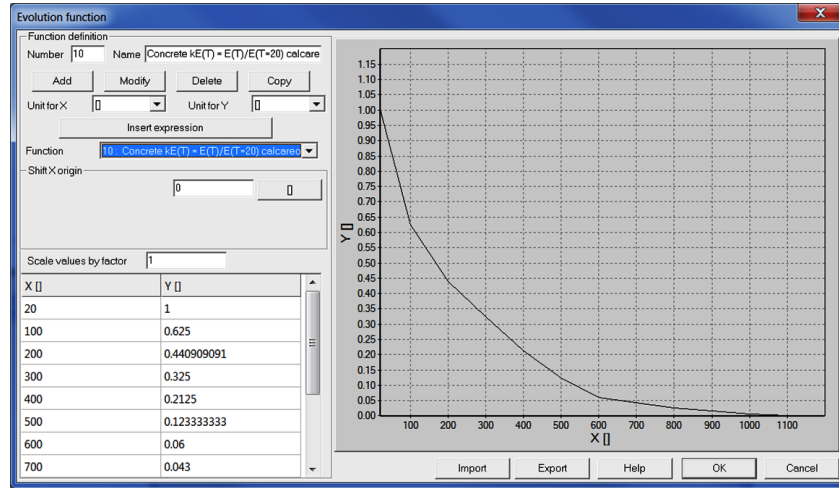 Evolution function
Function definition
Number 10 Name Concrete kE(T) = E(T)/E(T=20) calcare
Add Modify Delete Copy
Unit for X [] Unit for Y []
Insert expression
Function 10 : Concrete kE(T) = E(T)/E(T=20) calcareo
Shift X origin
0 []
Scale values by factor 1
X [] Y []
20 1
100 0.625
200 0.440909091
300 0.325
400 0.2125
500 0.123333333
600 0.06
700 0.043
1.15
1.10
1.05
1.00
0.95
0.90
0.85
0.80
0.75
0.70
0.65
0.60
0.55
0.50
0.45
0.40
0.35
0.30
0.25
0.20
0.15
0.10
0.05
0.00
Y []
100 200 300 400 500 600 700 800 900 1000 1100
X []
Import Export Help OK Cancel